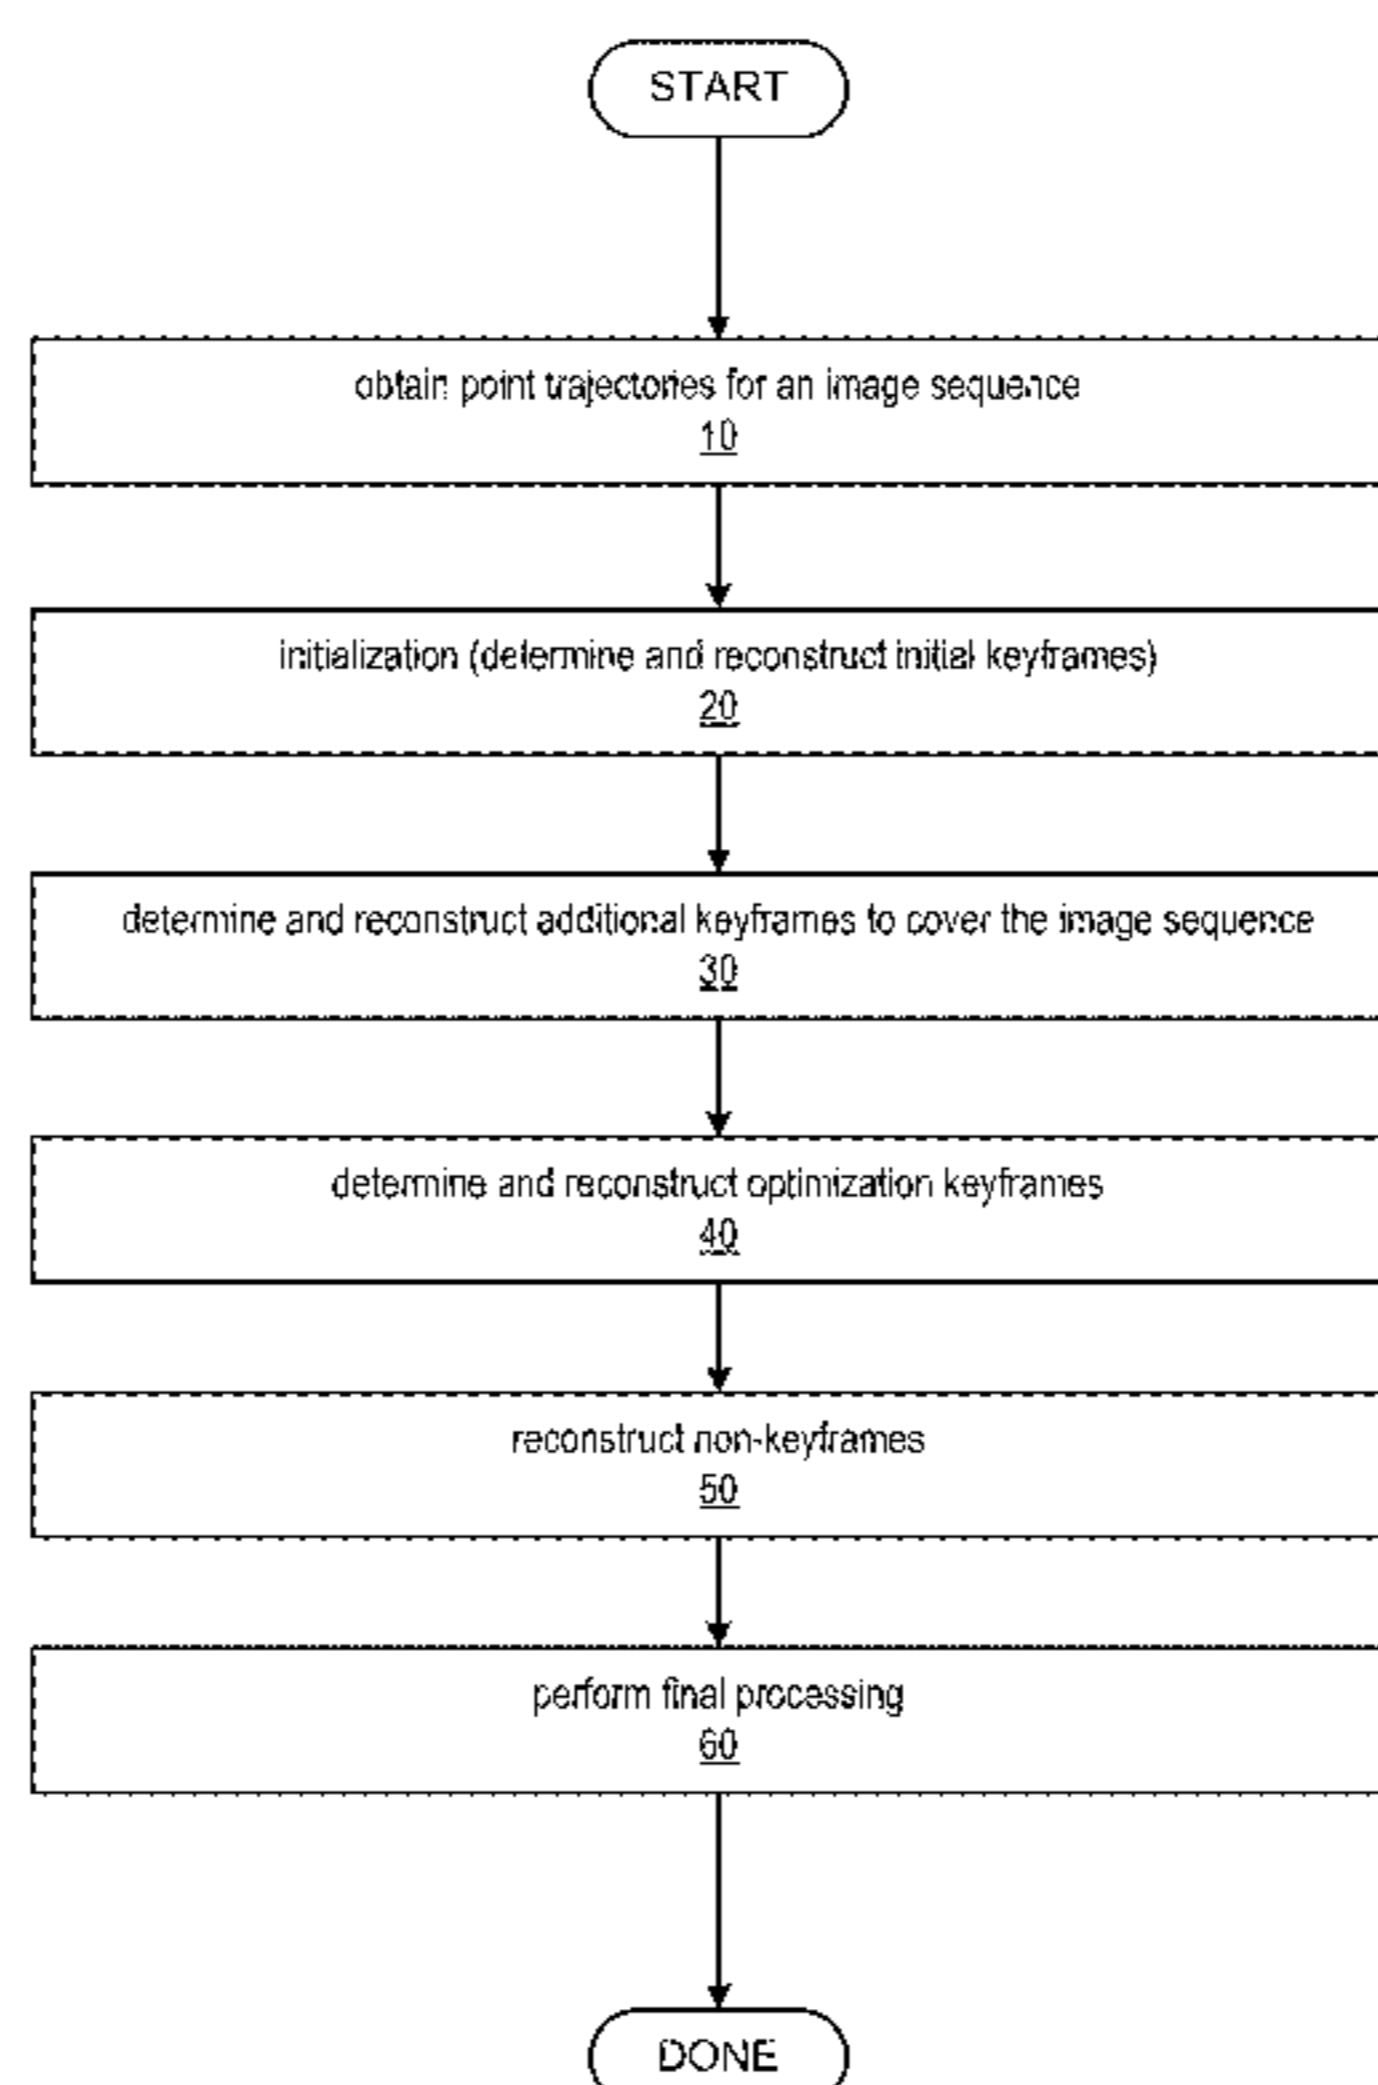 START
obtain point trajectories for an image sequence
10
initialization (determine and reconstruct initial keyframes)
20
determine and reconstruct additional keyframes to cover the image sequence
30
determine and reconstruct optimization keyframes
40
reconstruct non-keyframes
50
perform final processing
60
DONE